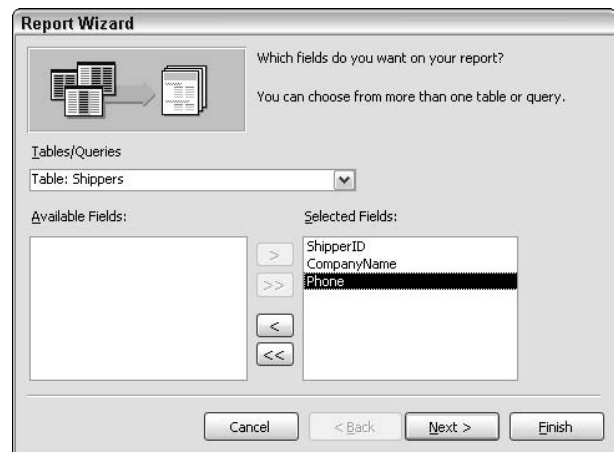 Report Wizard
Which fields do you want on your report?
You can choose from more than one table or query.
Tables/Queries
Table: Shippers
Available Fields:
Selected Fields:
>
>>
<
<<
ShipperID
CompanyName
Phone
Cancel
< Back
Next >
Finish